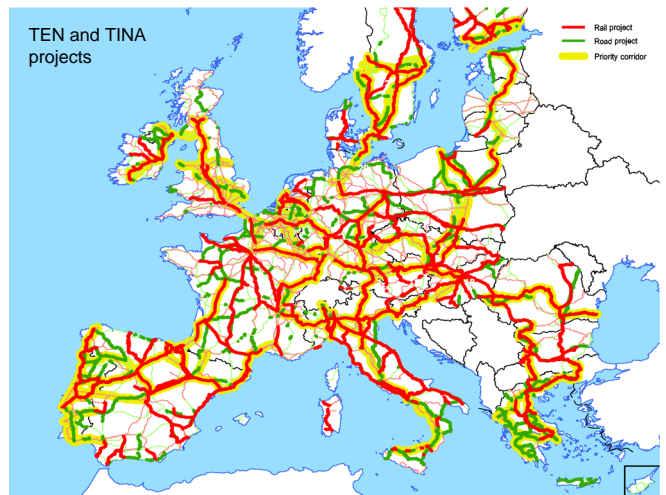 TEN and TINA
projects
Rail project
Road project
Priority corridor